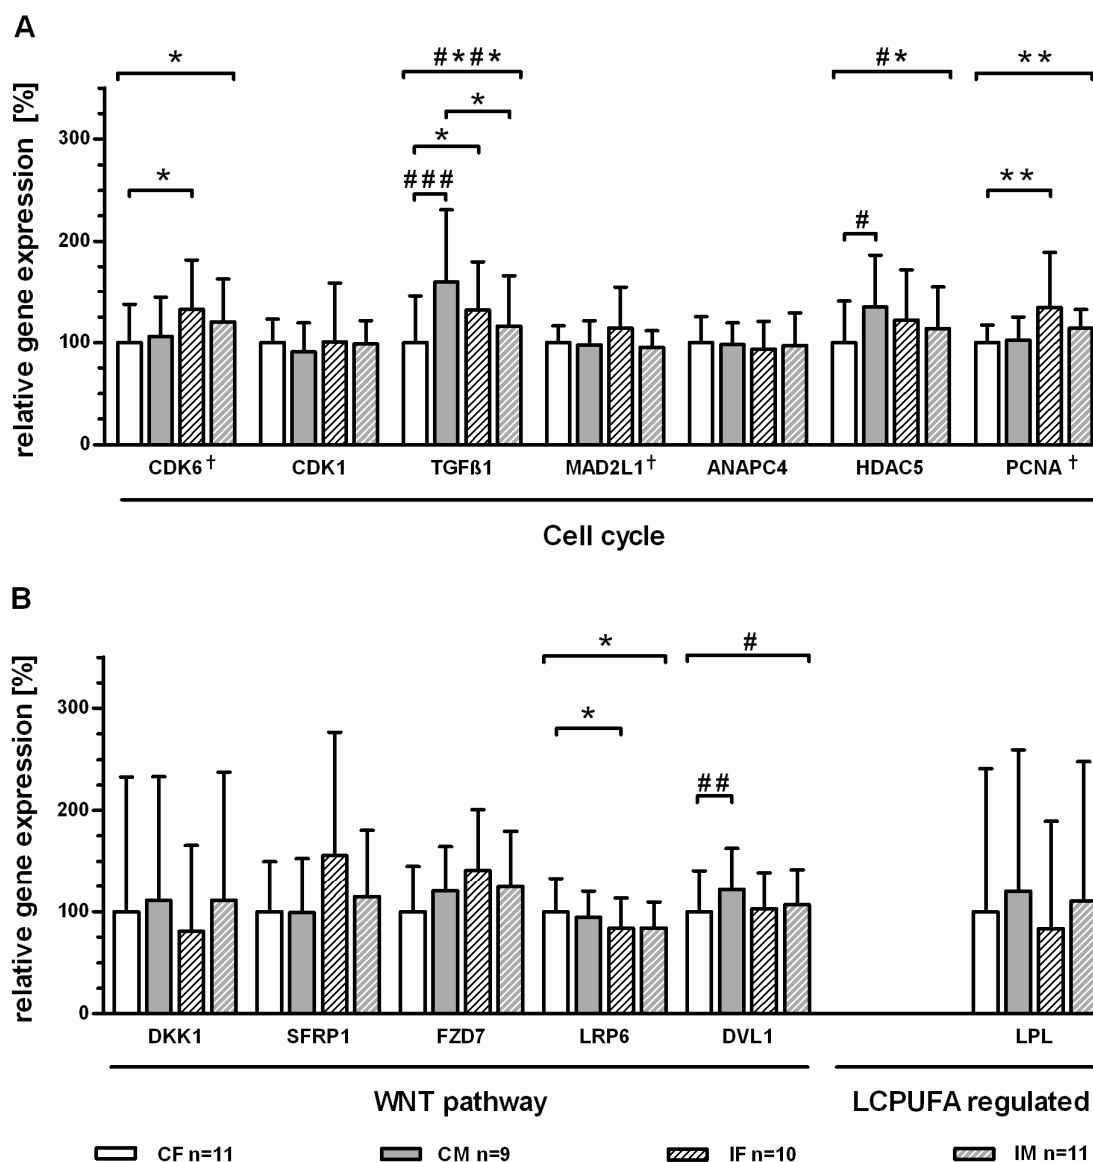 A
relative gene expression [%]
* #*#* #* **
* * * ### # **
300
200
100
0
CDK6† CDK1 TGFß1 MAD2L1† ANAPC4 HDAC5 PCNA†
Cell cycle
B
relative gene expression [%]
* #
* ##
300
200
100
0
DKK1 SFRP1 FZD7 LRP6 DVL1 LPL
WNT pathway LCPUFA regulated
CF n=11 CM n=9 IF n=10 IM n=11